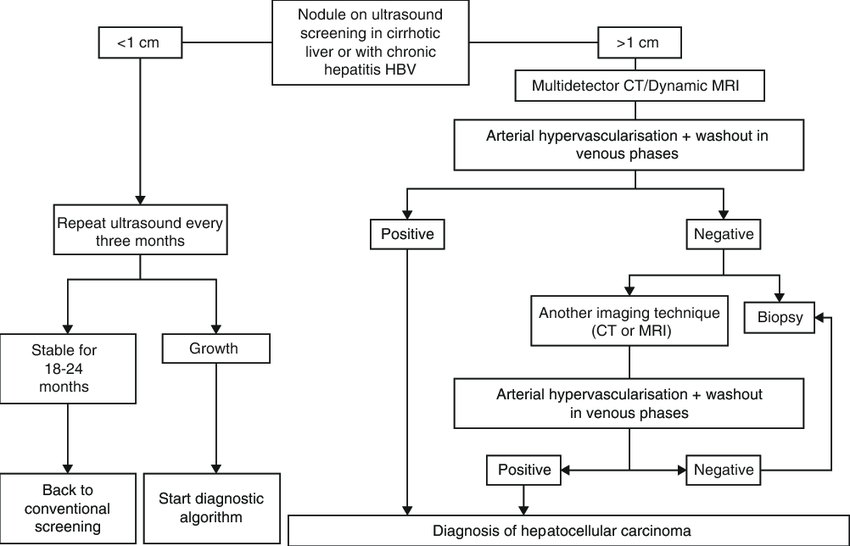 Nodule on ultrasound
screening in cirrhotic
liver or with chronic
hepatitis HBV
<1 cm
>1 cm
Multidetector CT/Dynamic MRI
Arterial hypervascularisation + washout in
venous phases
Repeat ultrasound every
three months
Positive
Negative
Another imaging technique
(CT or MRI)
Biopsy
Stable for
18-24
months
Growth
Arterial hypervascularisation + washout
in venous phases
Positive
Negative
Back to
conventional
screening
Start diagnostic
algorithm
Diagnosis of hepatocellular carcinoma